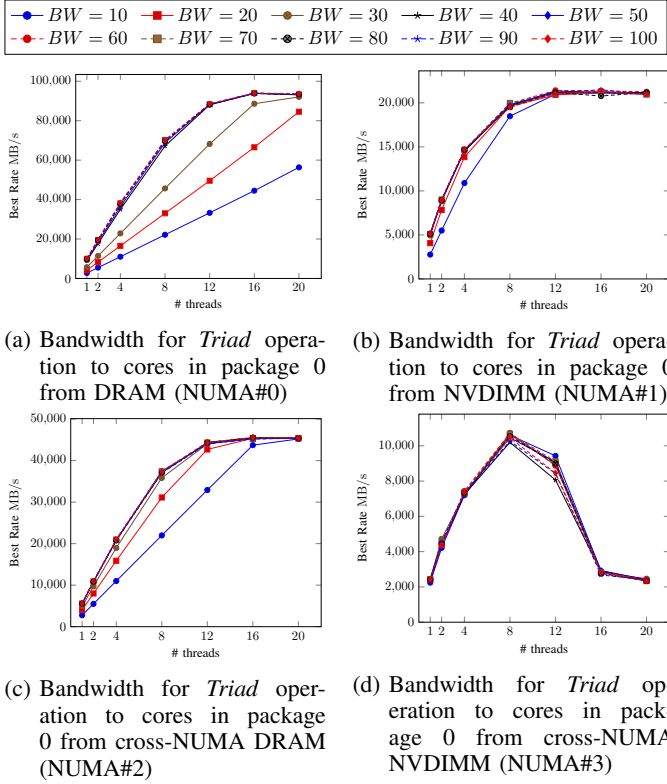 BW = 10 BW = 20 BW = 30 BW = 40 BW = 50
BW = 60 BW = 70 BW = 80 BW = 90 BW = 100
100,000
80,000
60,000
40,000
20,000
0
Best Rate MB/s
1 2 4 8 12 16 20
# threads
(a) Bandwidth for Triad opera-
tion to cores in package 0
from DRAM (NUMA#0)
20,000
15,000
10,000
5,000
0
Best Rate MB/s
1 2 4 8 12 16 20
# threads
(b) Bandwidth for Triad opera-
tion to cores in package 0
from NVDIMM (NUMA#1)
50,000
40,000
30,000
20,000
10,000
0
Best Rate MB/s
1 2 4 8 12 16 20
# threads
(c) Bandwidth for Triad oper-
ation to cores in package
0 from cross-NUMA DRAM
(NUMA#2)
10,000
8,000
6,000
4,000
2,000
Best Rate MB/s
1 2 4 8 12 16 20
# threads
(d) Bandwidth for Triad op-
eration to cores in pack-
age 0 from cross-NUMA
NVDIMM (NUMA#3)